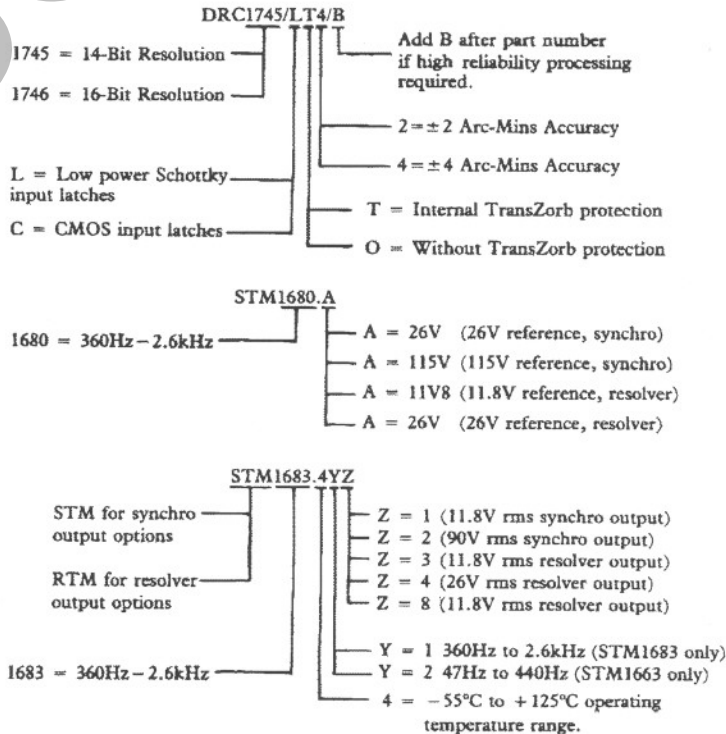 DRC1745/LT4/B
1745 = 14-Bit Resolution
1746 = 16-Bit Resolution
Add B after part number
if high reliability processing
required.
2 = ± 2 Arc-Mins Accuracy
4 = ± 4 Arc-Mins Accuracy
L = Low power Schottky
input latches
C = CMOS input latches
T = Internal TransZorb protection
O = Without TransZorb protection
STM1680.A
1680 = 360Hz – 2.6kHz
A = 26V (26V reference, synchro)
A = 115V (115V reference, synchro)
A = 11V8 (11.8V reference, resolver)
A = 26V (26V reference, resolver)
STM1683.4YZ
STM for synchro
output options
RTM for resolver
output options
Z = 1 (11.8V rms synchro output)
Z = 2 (90V rms synchro output)
Z = 3 (11.8V rms resolver output)
Z = 4 (26V rms resolver output)
Z = 8 (11.8V rms resolver output)
Y = 1 360Hz to 2.6kHz (STM1683 only)
Y = 2 47Hz to 440Hz (STM1663 only)
1683 = 360Hz – 2.6kHz
4 = – 55°C to + 125°C operating
temperature range.